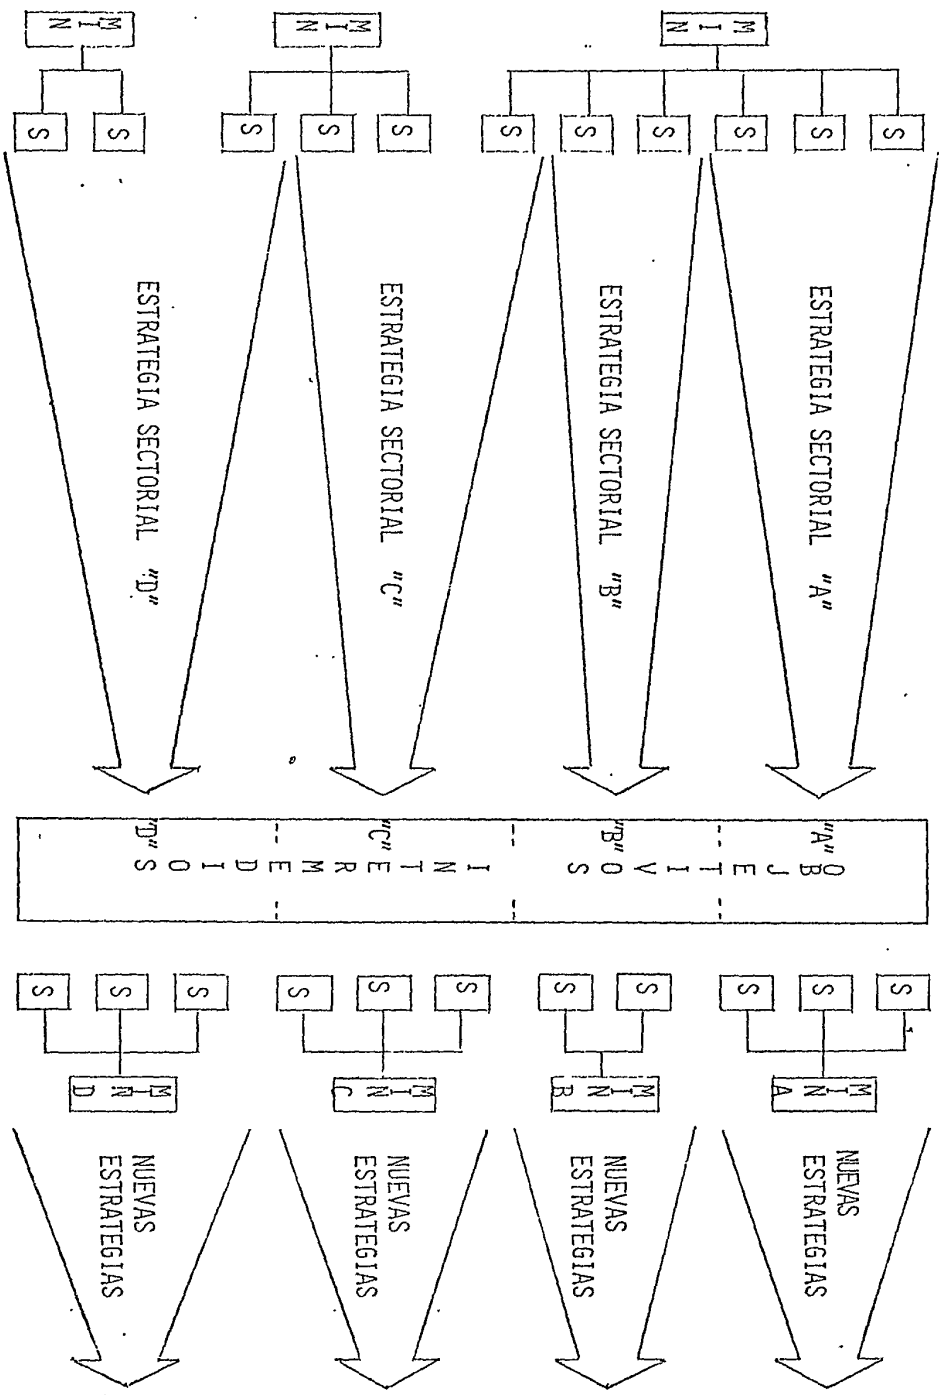 MIN
S
S
S
S
S
S
MIN
S
S
S
MIN
S
S
ESTRATEGIA SECTORIAL "A"
ESTRATEGIA SECTORIAL "B"
ESTRATEGIA SECTORIAL "C"
ESTRATEGIA SECTORIAL "D"
OBJETIVOS INTERMEDIOS
"A"
"B"
"C"
"D"
S
S
S
MIN A
S
S
MIN B
S
S
S
MIN C
S
S
S
MIN D
NUEVAS
ESTRATEGIAS
NUEVAS
ESTRATEGIAS
NUEVAS
ESTRATEGIAS
NUEVAS
ESTRATEGIAS